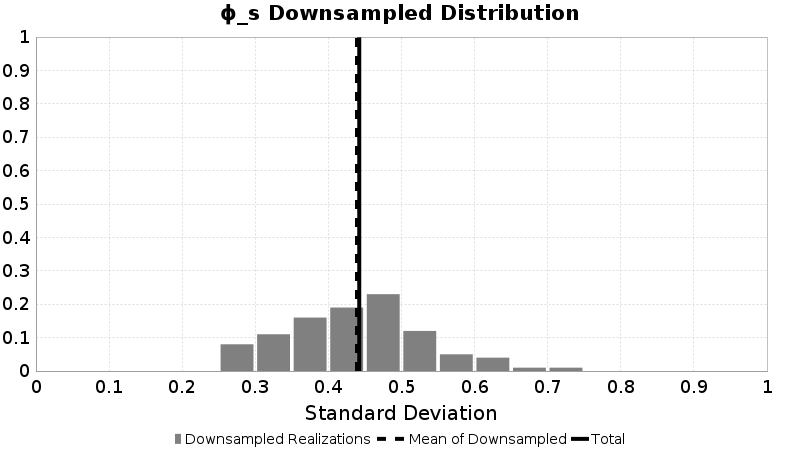 ϕ_s Downsampled Distribution
1
0.9
0.8
0.7
0.6
0.5
0.4
0.3
0.2
0.1
0
0 0.1 0.2 0.3 0.4 0.5 0.6 0.7 0.8 0.9 1
Standard Deviation
Downsampled Realizations Mean of Downsampled Total